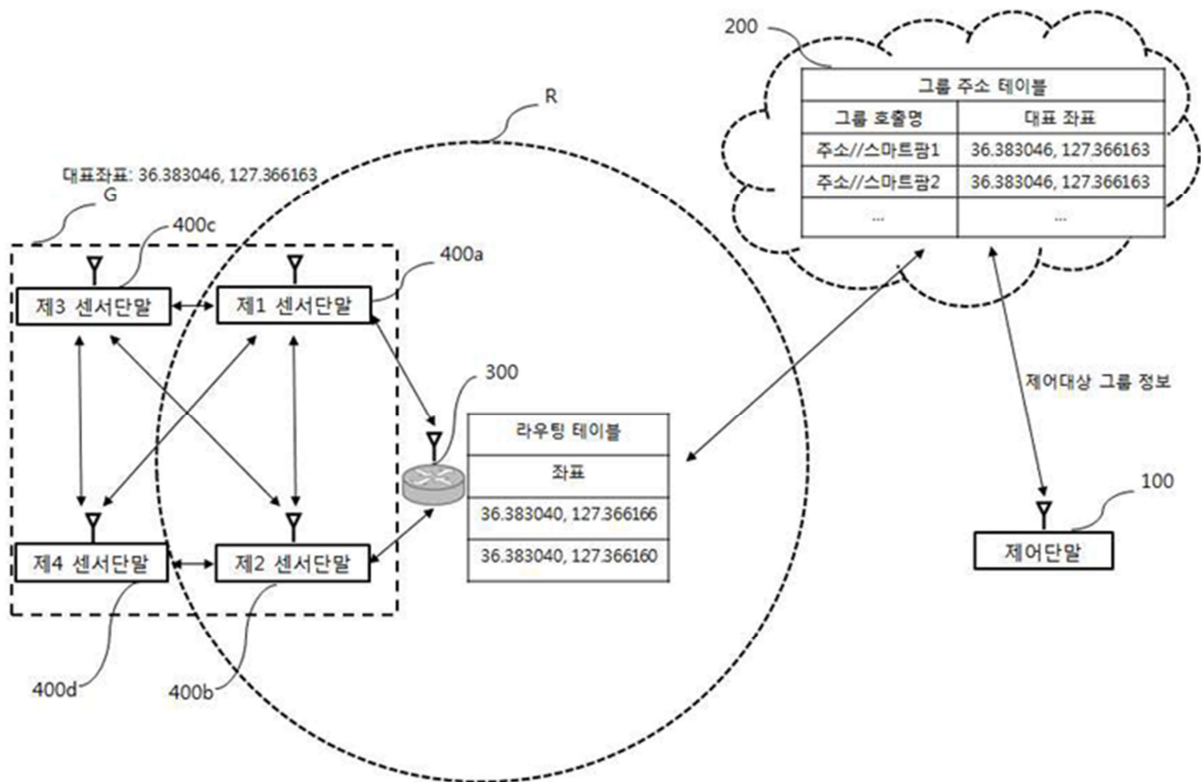 200
그룹 주소 테이블
그룹 호출명 대표 좌표
주소//스마트팜1 36.383046, 127.366163
주소//스마트팜2 36.383046, 127.366163
... ...
R
대표좌표: 36.383046, 127.366163
G
400c
400a
제3 센서단말
제1 센서단말
300
라우팅 테이블
좌표
36.383040, 127.366166
36.383040, 127.366160
제어대상 그룹 정보
100
제어단말
제4 센서단말
제2 센서단말
400d
400b